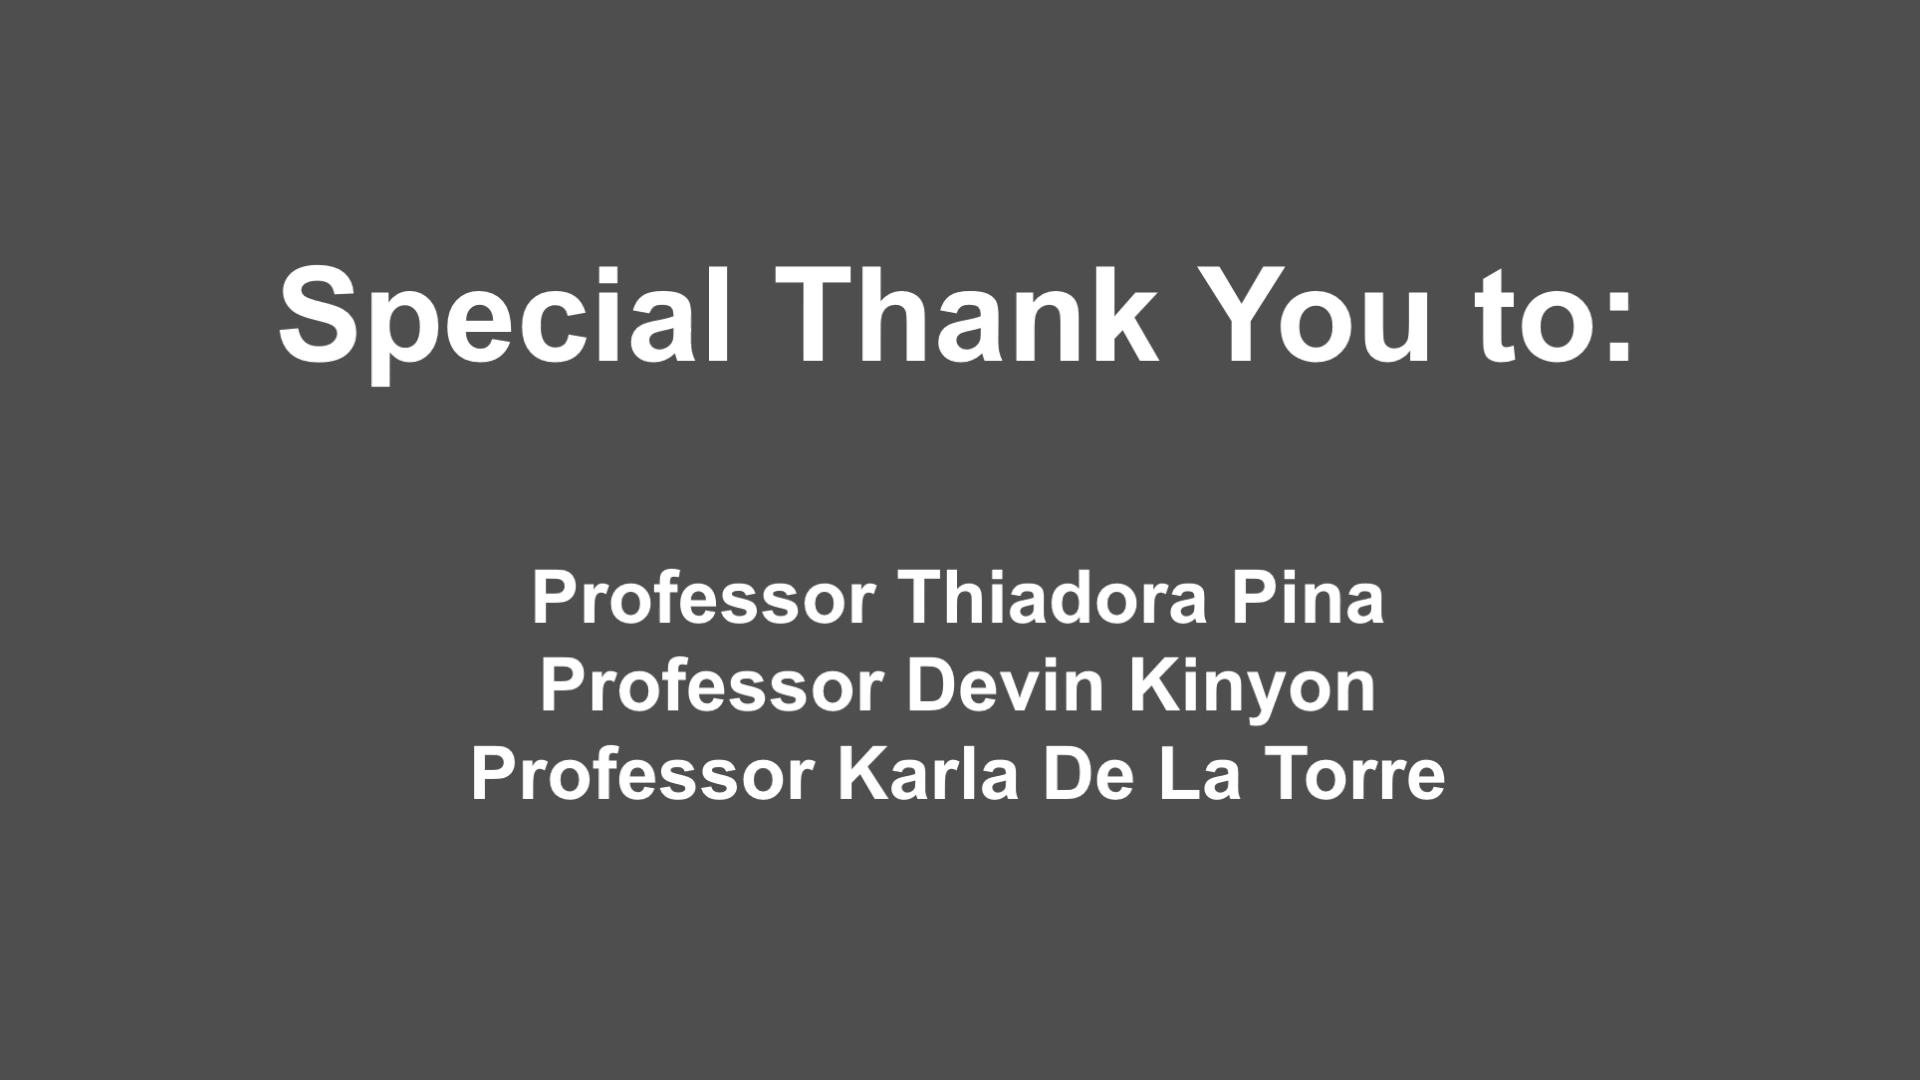 Special Thank You to:
Professor Thiadora Pina
Professor Devin Kinyon
Professor Karla De La Torre